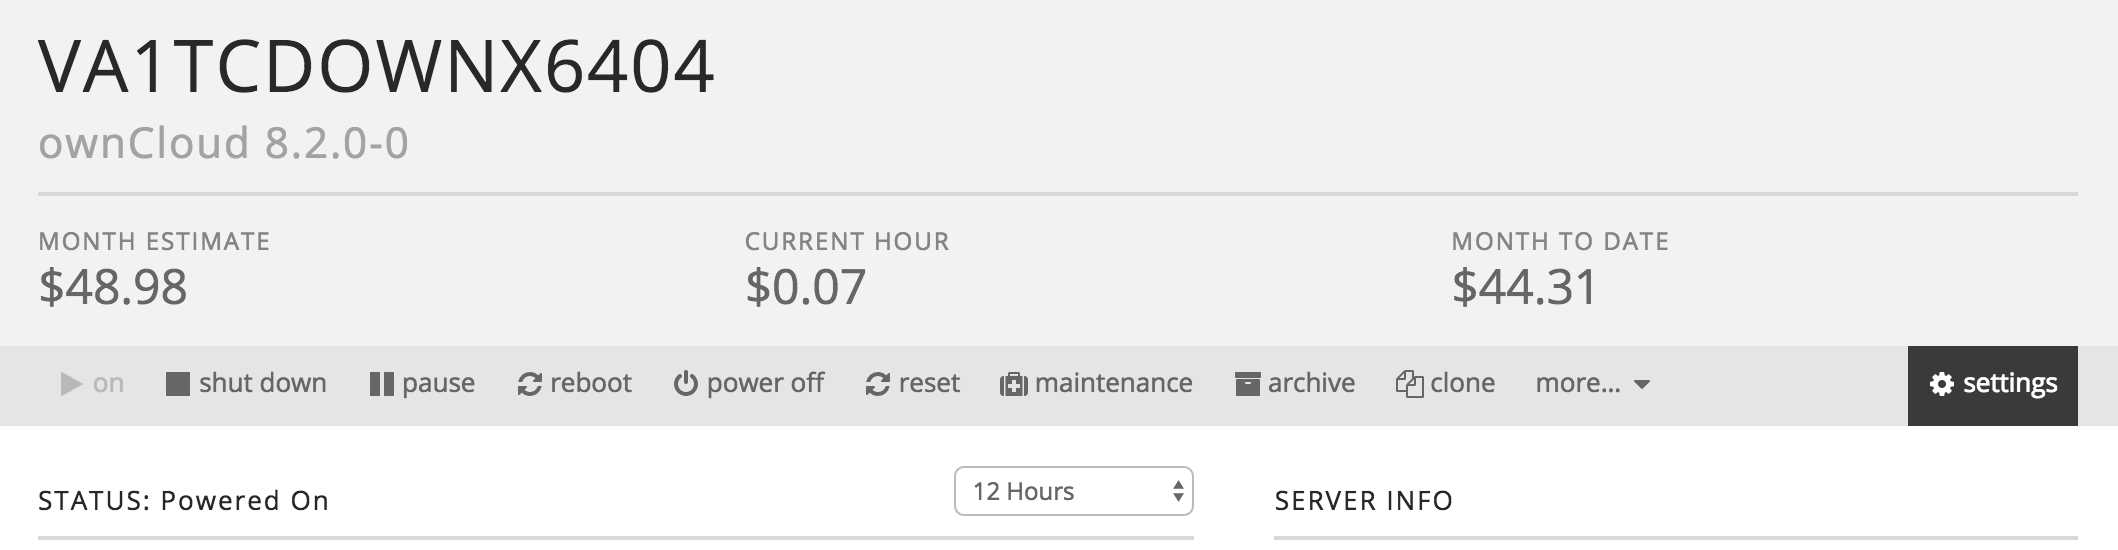 VA1TCDOWNX6404
ownCloud 8.2.0-0
MONTH ESTIMATE
$48.98
CURRENT HOUR
$0.07
MONTH TO DATE
$44.31
on shut down pause reboot power off reset maintenance archive clone more... settings
STATUS: Powered On
12 Hours
SERVER INFO